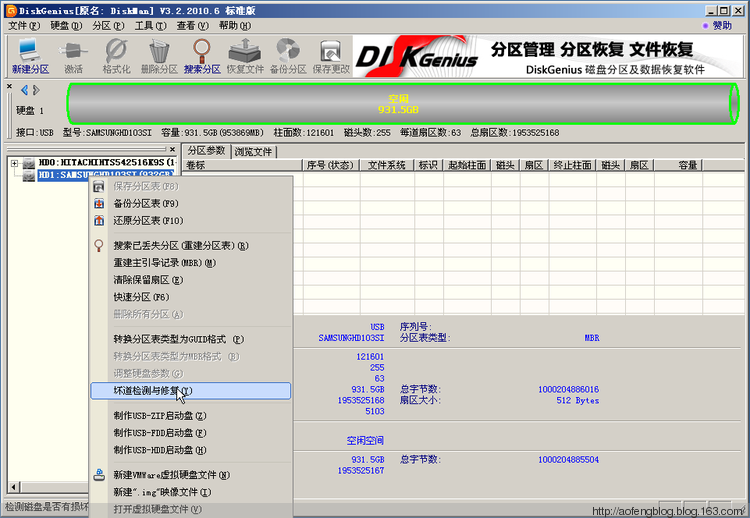 DiskGenius[原名: DiskMan] V3.2.2010.6 标准版
文件(F) 硬盘(D) 分区(P) 工具(T) 查看(V) 帮助(H) 赞助
新建分区 激活 格式化 删除分区 搜索分区 恢复文件 备份分区 保存更改
DISKGenius
分区管理 分区恢复 文件恢复
DiskGenius 磁盘分区及数据恢复软件
硬盘 1
空闲
931.5GB
接口:USB 型号:SAMSUNGHD103SI 容量:931.5GB(953869MB) 柱面数:121601 磁头数:255 每道扇区数:63 总扇区数:1953525168
HD0:HITACHIHTS542516K9S(1
HD1:SAMSUNGHD103SI(932GB)
分区参数 浏览文件
卷标 序号(状态) 文件系统 标识 起始柱面 磁头 扇区 终止柱面 磁头 扇区 容量
保存分区表(F8)
备份分区表(F9)
还原分区表(F10)
搜索已丢失分区(重建分区表)(R)
重建主引导记录(MBR)(M)
清除保留扇区(E)
快速分区(F6)
删除所有分区(A)
转换分区表类型为GUID格式 (P)
转换分区表类型为MBR格式 (R)
调整硬盘参数(G)
坏道检测与修复(Y)
制作USB-ZIP启动盘(Z)
制作USB-FDD启动盘(F)
制作USB-HDD启动盘(H)
新建VMWare虚拟硬盘文件(N)
新建".img"映像文件(I)
打开虚拟硬盘文件(V)
USB 序列号:
SAMSUNGHD103SI 分区表类型: MBR
121601
255
63
931.5GB 总字节数: 1000204886016
1953525168 扇区大小: 512 Bytes
5103
空闲空间
931.5GB 总字节数: 1000204885504
1953525167
检测磁盘是否有损坏
http://aofengblog.blog.163.com/